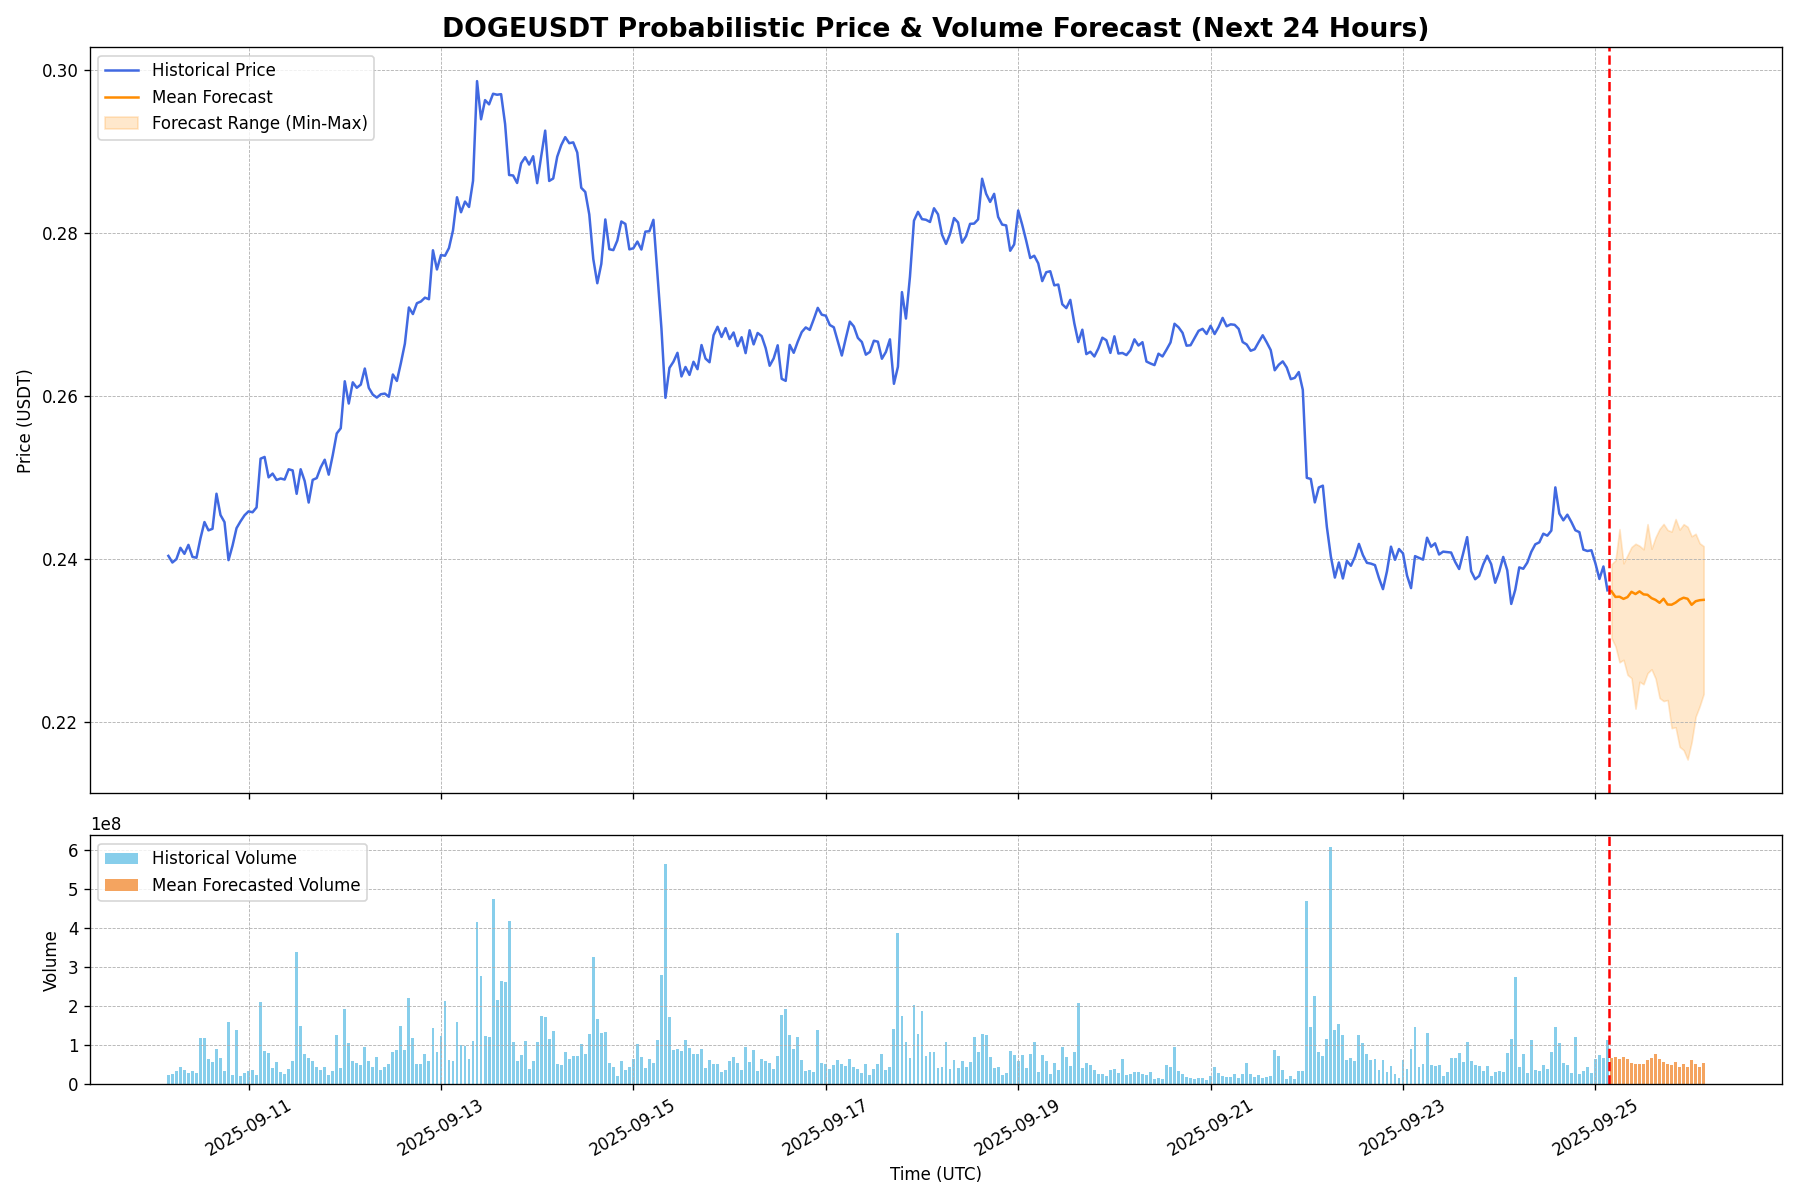 DOGEUSDT Probabilistic Price & Volume Forecast (Next 24 Hours)
Historical Price
Mean Forecast
Forecast Range (Min-Max)
Price (USDT)
0.30
0.28
0.26
0.24
0.22
1e8
Historical Volume
Mean Forecasted Volume
Volume
6
5
4
3
2
1
0
2025-09-11
2025-09-13
2025-09-15
2025-09-17
2025-09-19
2025-09-21
2025-09-23
2025-09-25
Time (UTC)